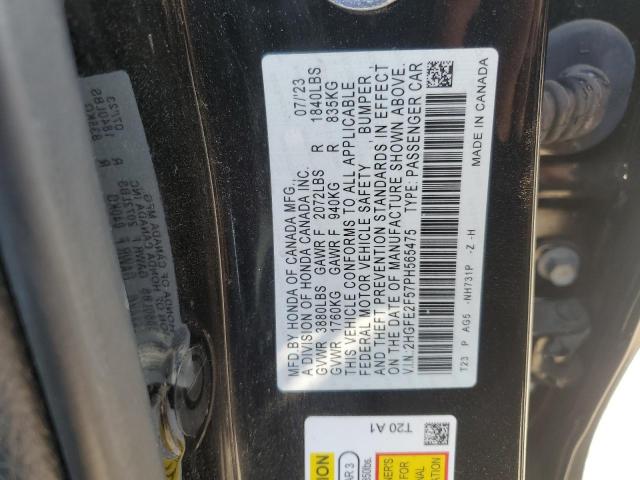 MFD.BY HONDA OF CANADA MFG. 07/'23
A DIVISION OF HONDA CANADA INC.
GVWR 3880LBS GAWR F 2072LBS R 1840LBS
GVWR 1760KG GAWR F 940KG R 835KG
THIS VEHICLE CONFORMS TO ALL APPLICABLE
FEDERAL MOTOR VEHICLE SAFETY , BUMPER ,
AND THEFT PREVENTION STANDARDS IN EFFECT
ON THE DATE OF MANUFACTURE SHOWN ABOVE.
V.I.N: 2HGFE2F57PH565475 TYPE: PASSENGER CAR
T23 P AG5 -NH731P -Z -H MADE IN CANADA
T20 A1